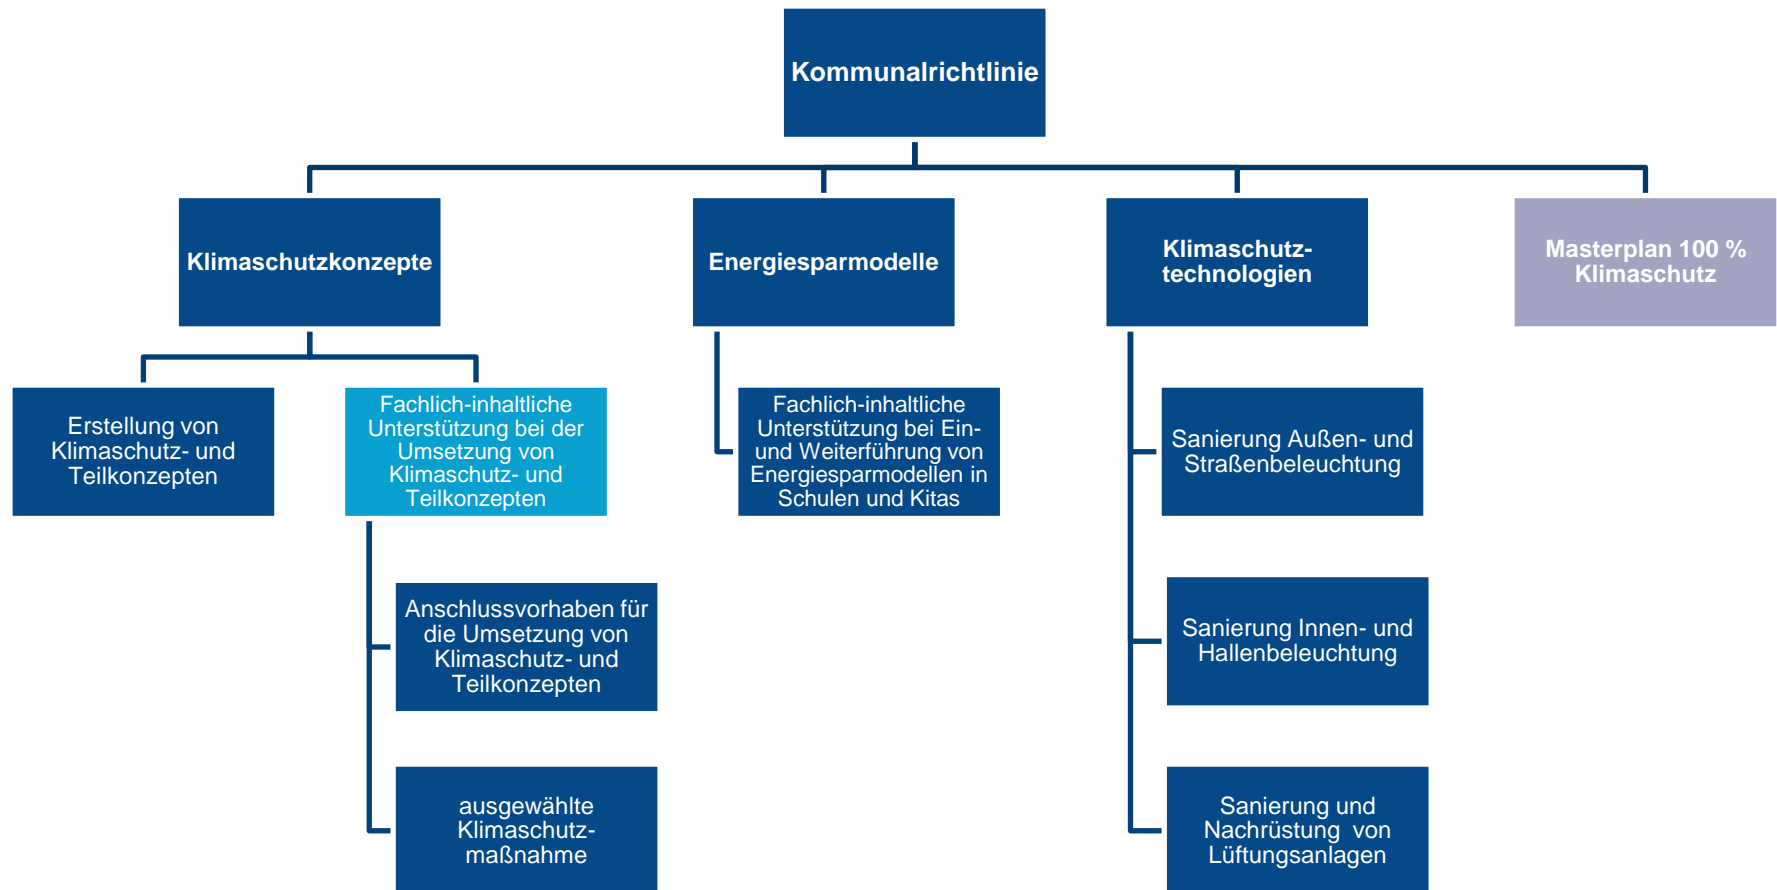 Kommunalrichtlinie
Klimaschutzkonzepte
Energiesparmodelle
Klimaschutz-
technologien
Masterplan 100 %
Klimaschutz
Erstellung von
Klimaschutz- und
Teilkonzepten
Fachlich-inhaltliche
Unterstützung bei der
Umsetzung von
Klimaschutz- und
Teilkonzepten
Fachlich-inhaltliche
Unterstützung bei Ein-
und Weiterführung von
Energiesparmodellen in
Schulen und Kitas
Sanierung Außen- und
Straßenbeleuchtung
Anschlussvorhaben für
die Umsetzung von
Klimaschutz- und
Teilkonzepten
Sanierung Innen- und
Hallenbeleuchtung
ausgewählte
Klimaschutz-
maßnahme
Sanierung und
Nachrüstung von
Lüftungsanlagen